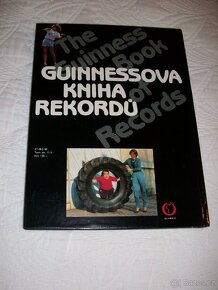 The
Guinness
Book
of
Records
GUINNESSOVA
KNIHA
REKORDŮ